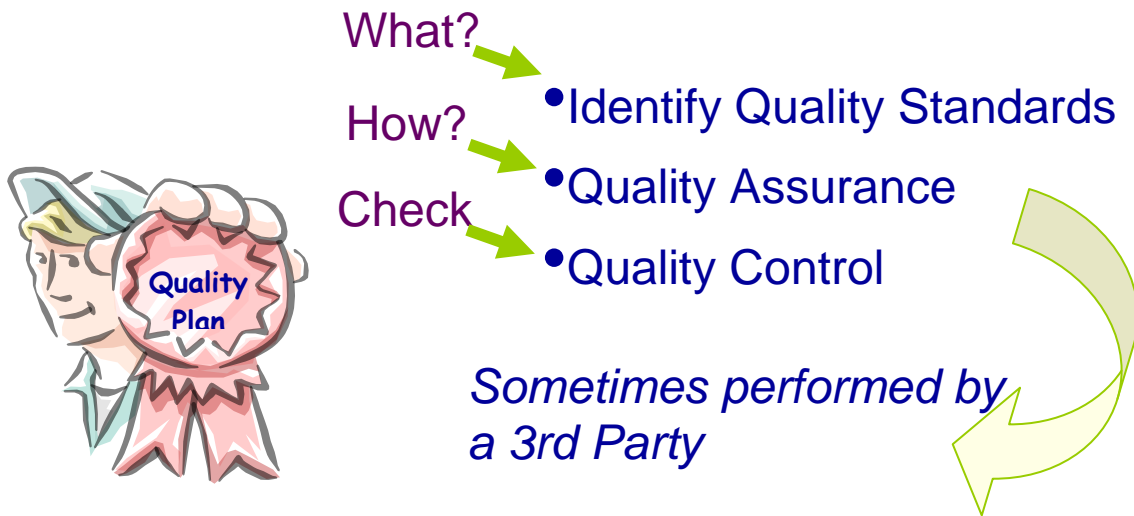 What?
•Identify Quality Standards
How?
•Quality Assurance
Check
•Quality Control
Quality
Plan
Sometimes performed by
a 3rd Party